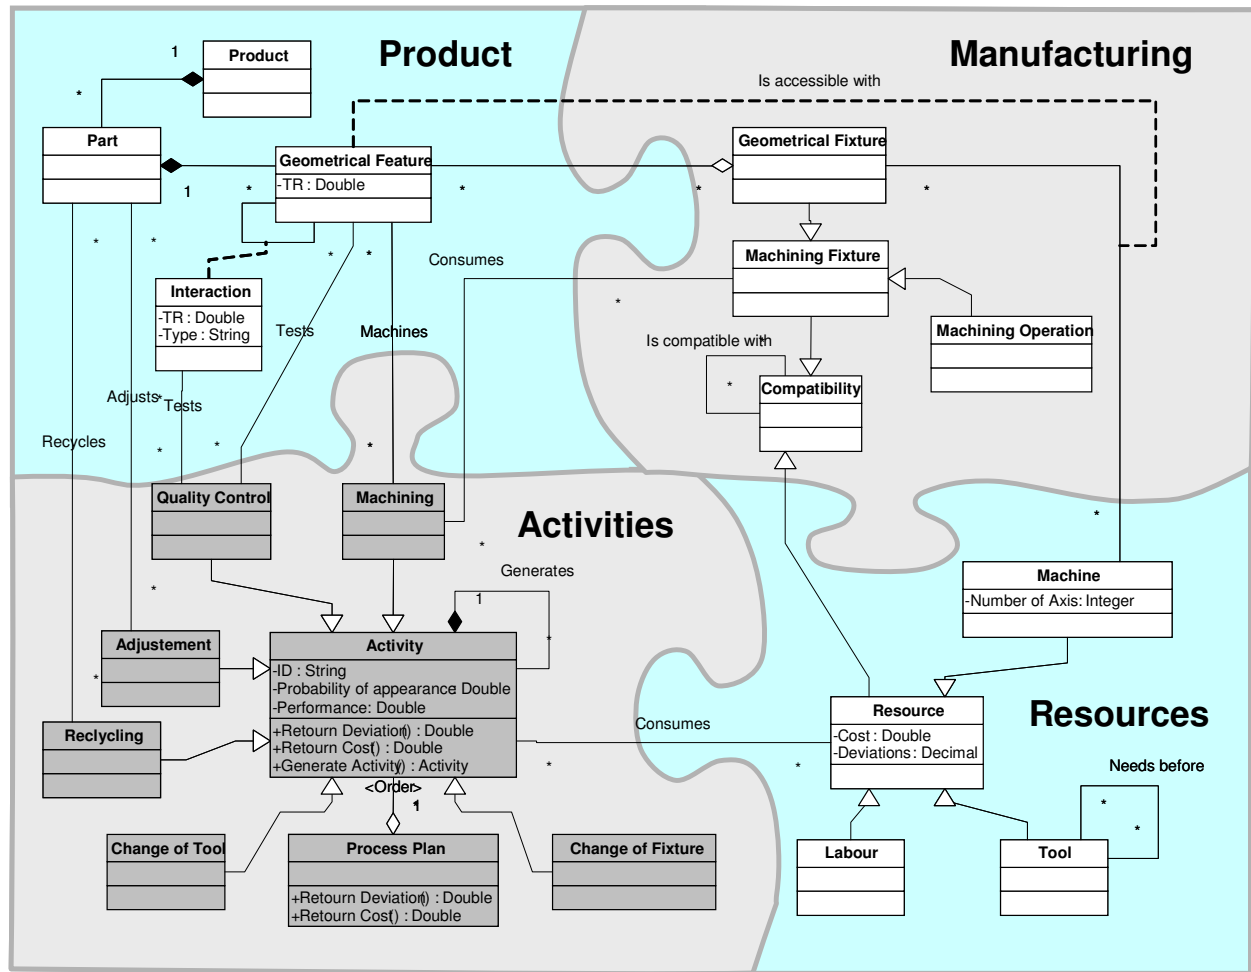 Product
Manufacturing
1
Product
Is accessible with
*
Part
Geometrical Fixture
Geometrical Feature
-TR : Double
1
*
*
*
*
Machining Fixture
*
*
*
*
Consumes
Interaction
-TR : Double
-Type : String
*
Tests
Machines
Machining Operation
Is compatible with
*
Compatibility
*
Adjusts
*
Tests
Recycles
*
*
*
Quality Control
Machining
Activities
*
*
Generates
Machine
-Number of Axis: Integer
*
1
Adjustement
Activity
*
-ID : String
-Probability of appearance: Double
-Performance: Double
*
Resource
Resources
Reclycling
+Retourn Deviation() : Double
+Retourn Cost() : Double
+Generate Activity() : Activity
Consumes
-Cost : Double
-Deviations : Decimal
*
*
Needs before
<Order>
1
*
*
Change of Tool
Process Plan
Change of Fixture
Labour
Tool
+Retourn Deviation() : Double
+Retourn Cost() : Double